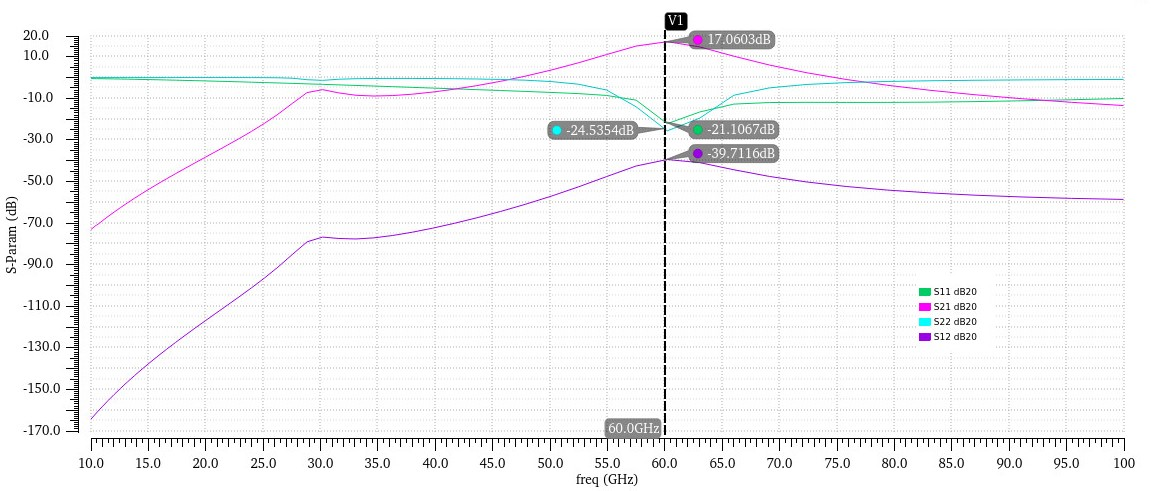 V1
17.0603dB
-24.5354dB
-21.1067dB
-39.7116dB
60.0GHz
S-Param (dB)
20.0
10.0
-10.0
-30.0
-50.0
-70.0
-90.0
-110.0
-130.0
-150.0
-170.0
S11 dB20
S21 dB20
S22 dB20
S12 dB20
10.0 15.0 20.0 25.0 30.0 35.0 40.0 45.0 50.0 55.0 60.0 65.0 70.0 75.0 80.0 85.0 90.0 95.0 100
freq (GHz)